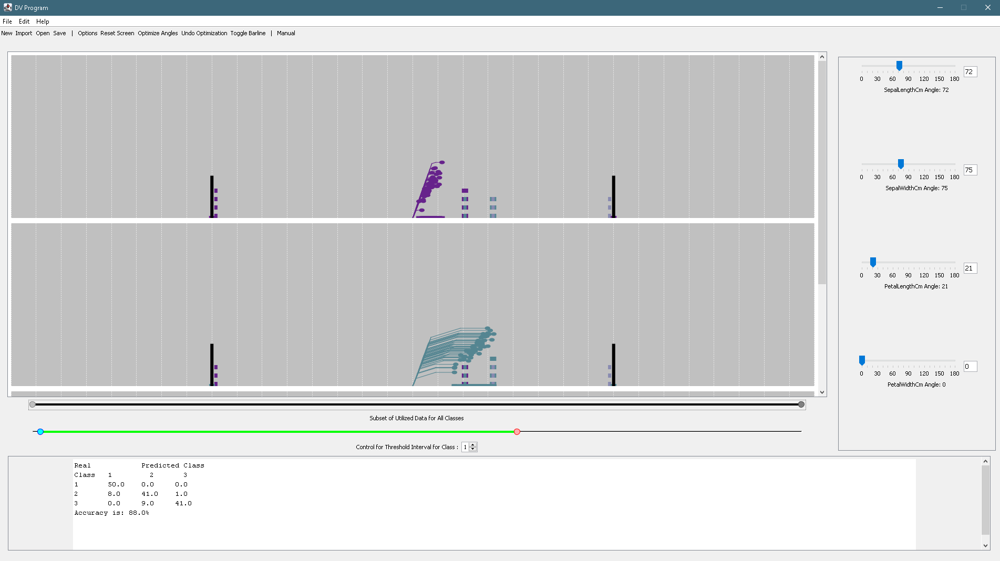 DV Program
File Edit Help
New Import Open Save | Options Reset Screen Optimize Angles Undo Optimization Toggle Barline | Manual
72
0 30 60 90 120 150 180
SepalLengthCm Angle: 72
75
0 30 60 90 120 150 180
SepalWidthCm Angle: 75
21
0 30 60 90 120 150 180
PetalLengthCm Angle: 21
0
0 30 60 90 120 150 180
PetalWidthCm Angle: 0
Subset of Utilized Data for All Classes
Control for Threshold Interval for Class : 1
Real Predicted Class
Class 1 2 3
1 50.0 0.0 0.0
2 8.0 41.0 1.0
3 0.0 9.0 41.0
Accuracy is: 88.0%